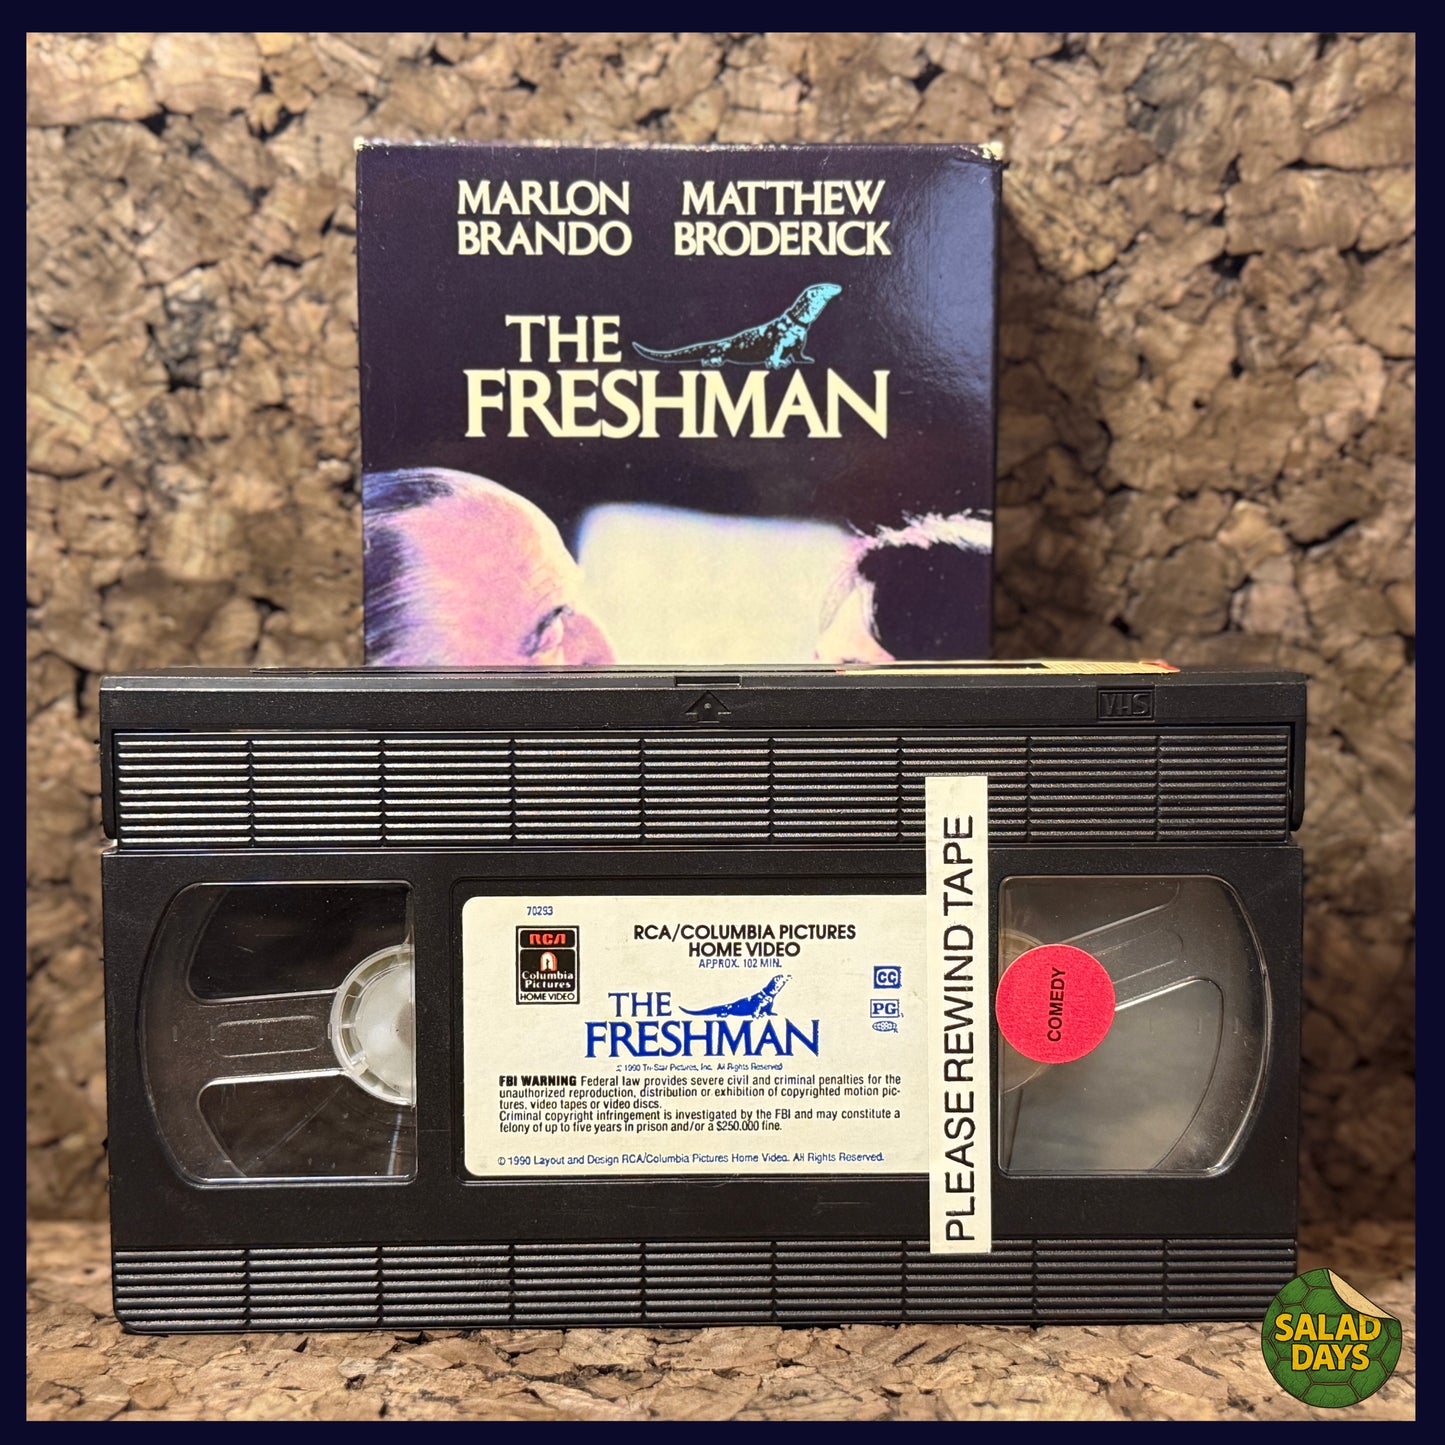 MARLON MATTHEW
BRANDO BRODERICK
THE
FRESHMAN
VHS
70293
RCA
Columbia
Pictures
HOME VIDEO
RCA/COLUMBIA PICTURES
HOME VIDEO
APPROX. 102 MIN.
CC
PG
THE
FRESHMAN
© 1990 Tri-Star Pictures, Inc. All Rights Reserved
FBI WARNING Federal law provides severe civil and criminal penalties for the
unauthorized reproduction, distribution or exhibition of copyrighted motion pic-
tures, video tapes or video discs.
Criminal copyright infringement is investigated by the FBI and may constitute a
felony of up to five years in prison and/or a $250,000 fine.
© 1990 Layout and Design RCA/Columbia Pictures Home Video. All Rights Reserved.
PLEASE REWIND TAPE
COMEDY
SALAD
DAYS